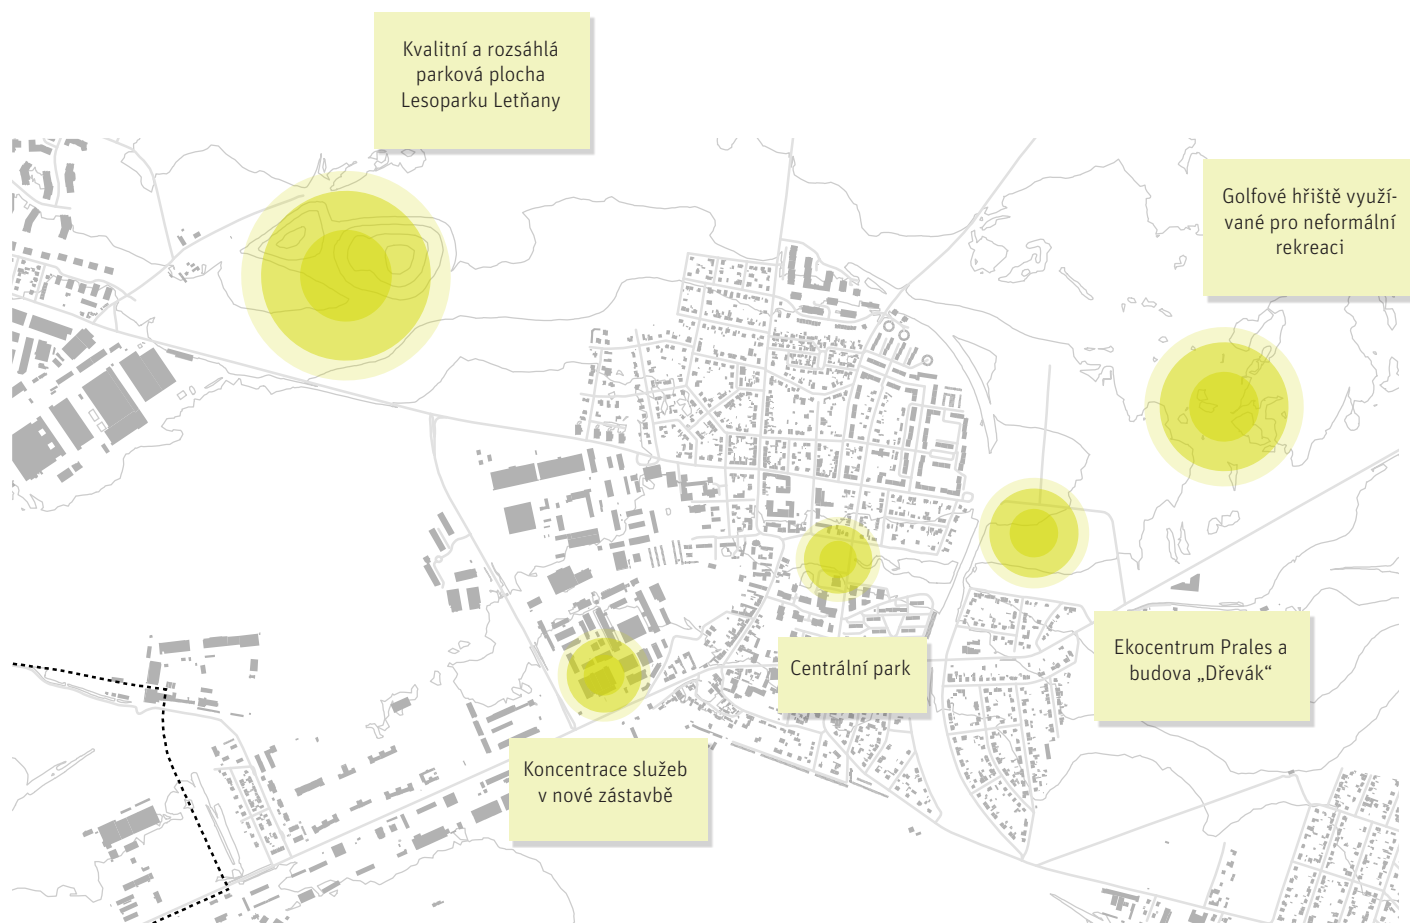 Kvalitní a rozsáhlá
parková plocha
Lesoparku Letňany
Golfové hřiště využí-
vané pro neformální
rekreaci
Centrální park
Ekocentrum Prales a
budova „Dřevák“
Koncentrace služeb
v nové zástavbě